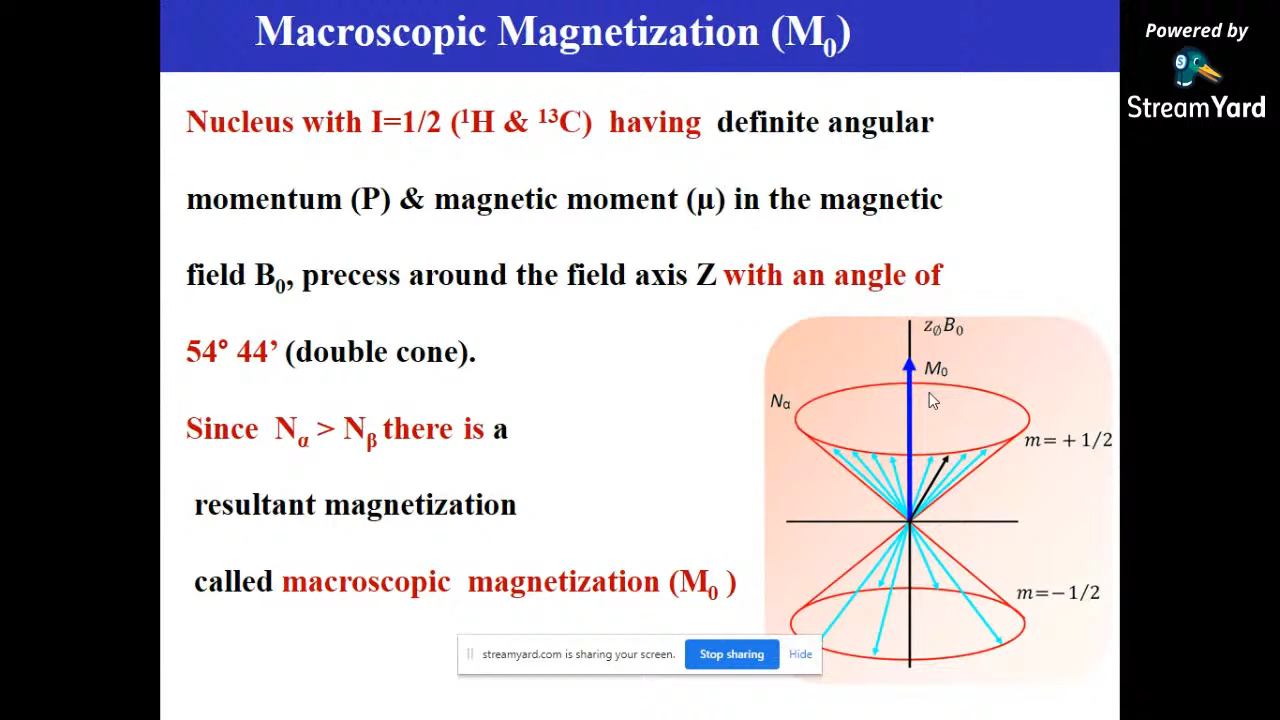 Macroscopic Magnetization (M₀)
Powered by
StreamYard
Nucleus with I=1/2 (¹H & ¹³C) having definite angular
momentum (P) & magnetic moment (μ) in the magnetic
field B₀, precess around the field axis Z with an angle of
54° 44’ (double cone).
Since Nα > Nβ there is a
resultant magnetization
called macroscopic magnetization (M₀ )
z∅B₀
M₀
Nα
m=+1/2
m=−1/2
streamyard.com is sharing your screen.
Stop sharing
Hide